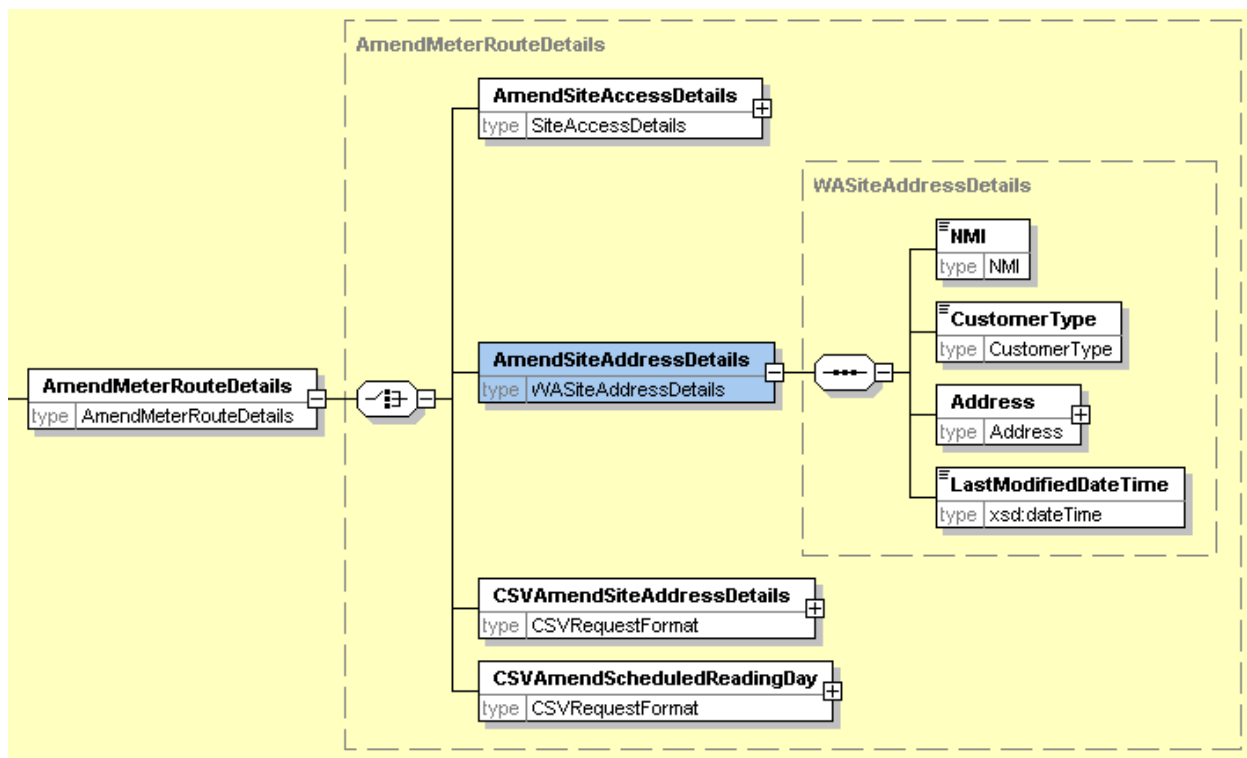 AmendMeterRouteDetails
AmendSiteAccessDetails
type SiteAccessDetails
WASiteAddressDetails
NMI
type NMI
CustomerType
type CustomerType
AmendSiteAddressDetails
type WASiteAddressDetails
AmendMeterRouteDetails
type AmendMeterRouteDetails
Address
type Address
LastModifiedDateTime
type xsd:dateTime
CSVAmendSiteAddressDetails
type CSVRequestFormat
CSVAmendScheduledReadingDay
type CSVRequestFormat